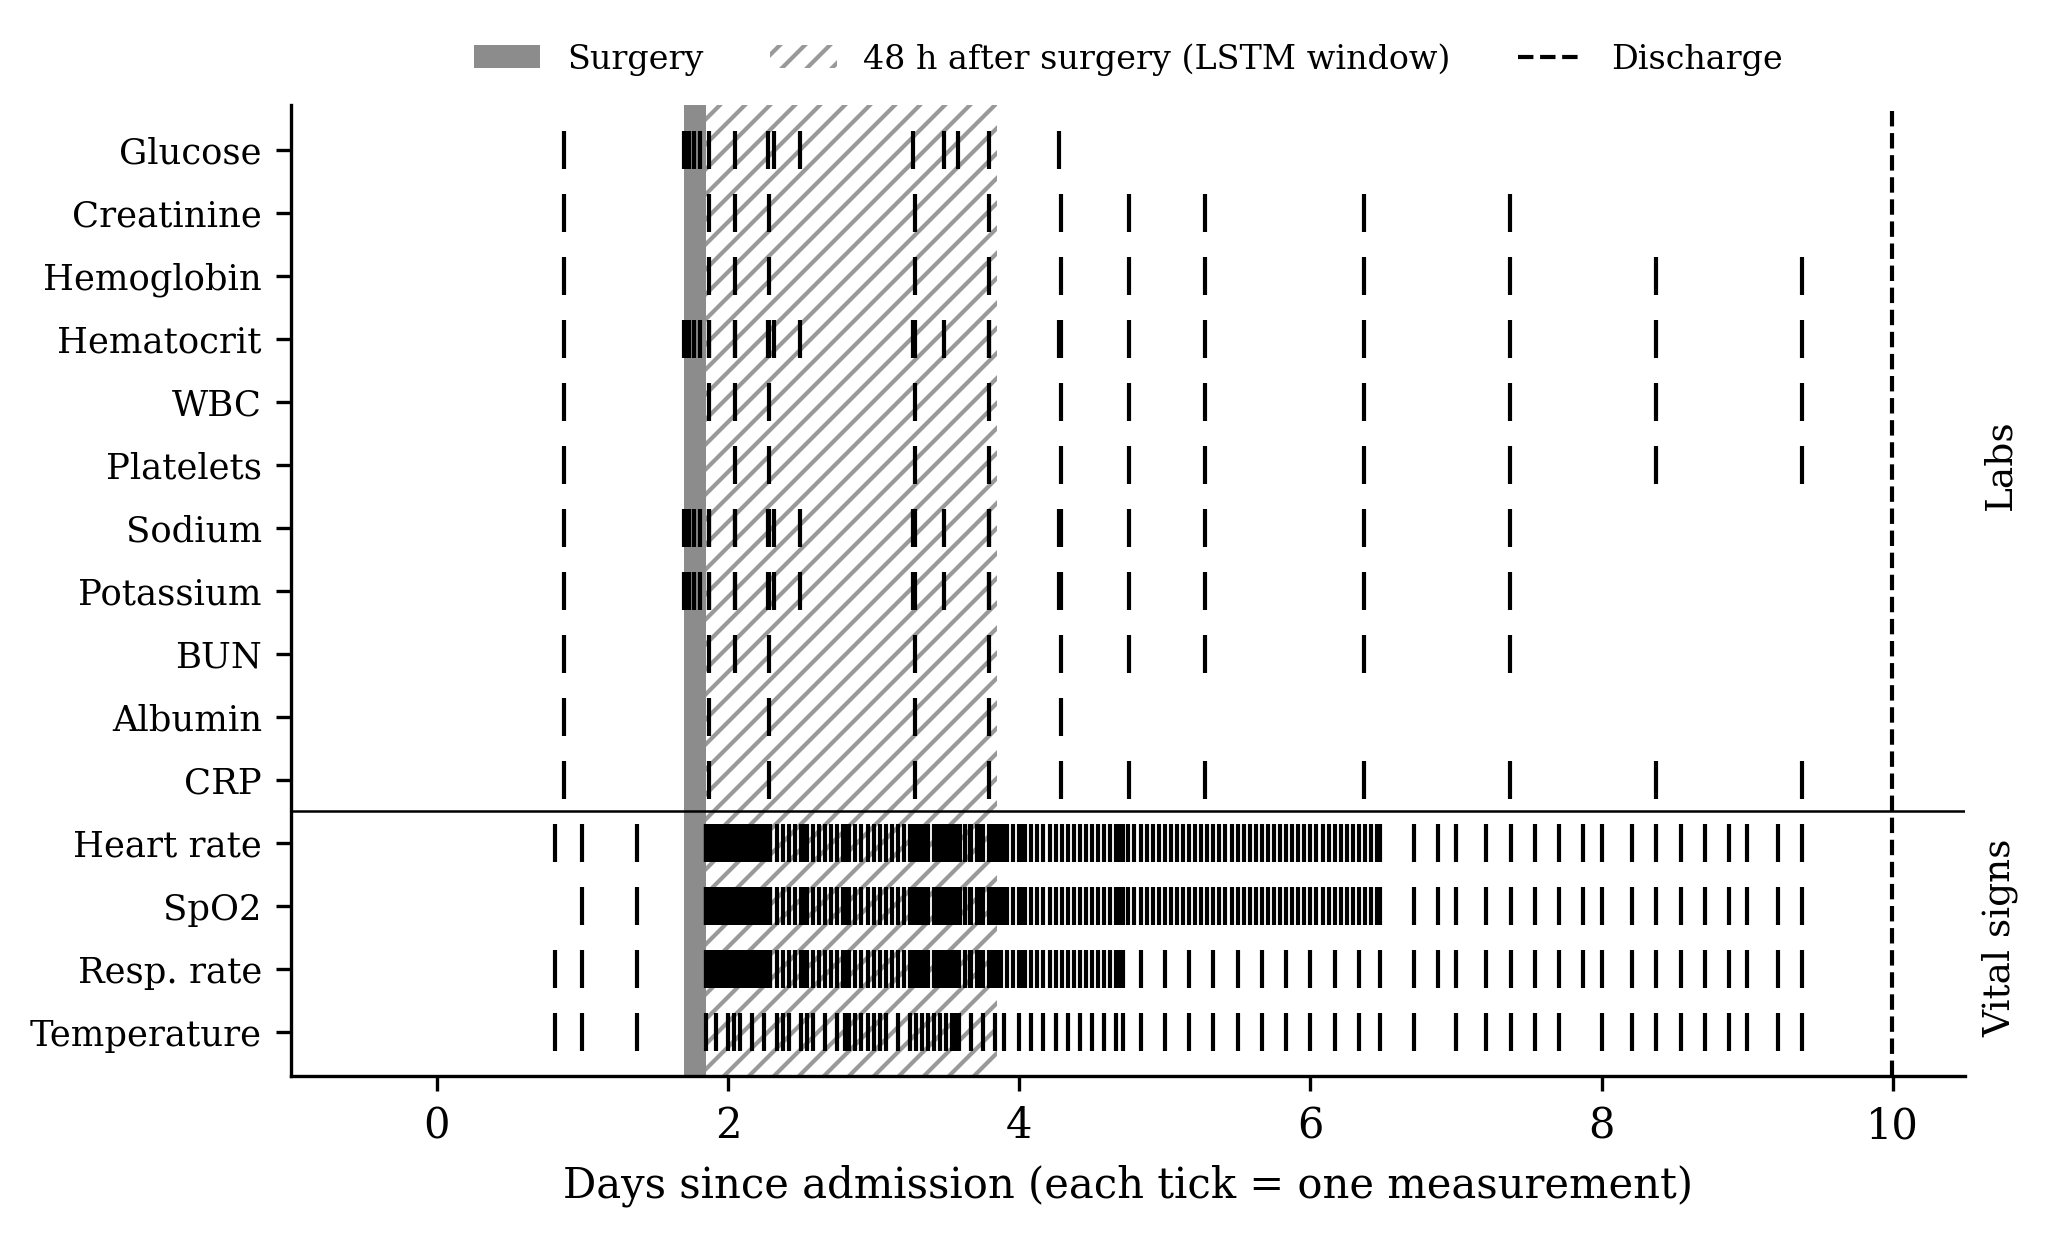 Surgery
48 h after surgery (LSTM window)
Discharge
Glucose
Creatinine
Hemoglobin
Hematocrit
WBC
Platelets
Sodium
Potassium
BUN
Albumin
CRP
Heart rate
SpO2
Resp. rate
Temperature
Labs
Vital signs
0 2 4 6 8 10
Days since admission (each tick = one measurement)